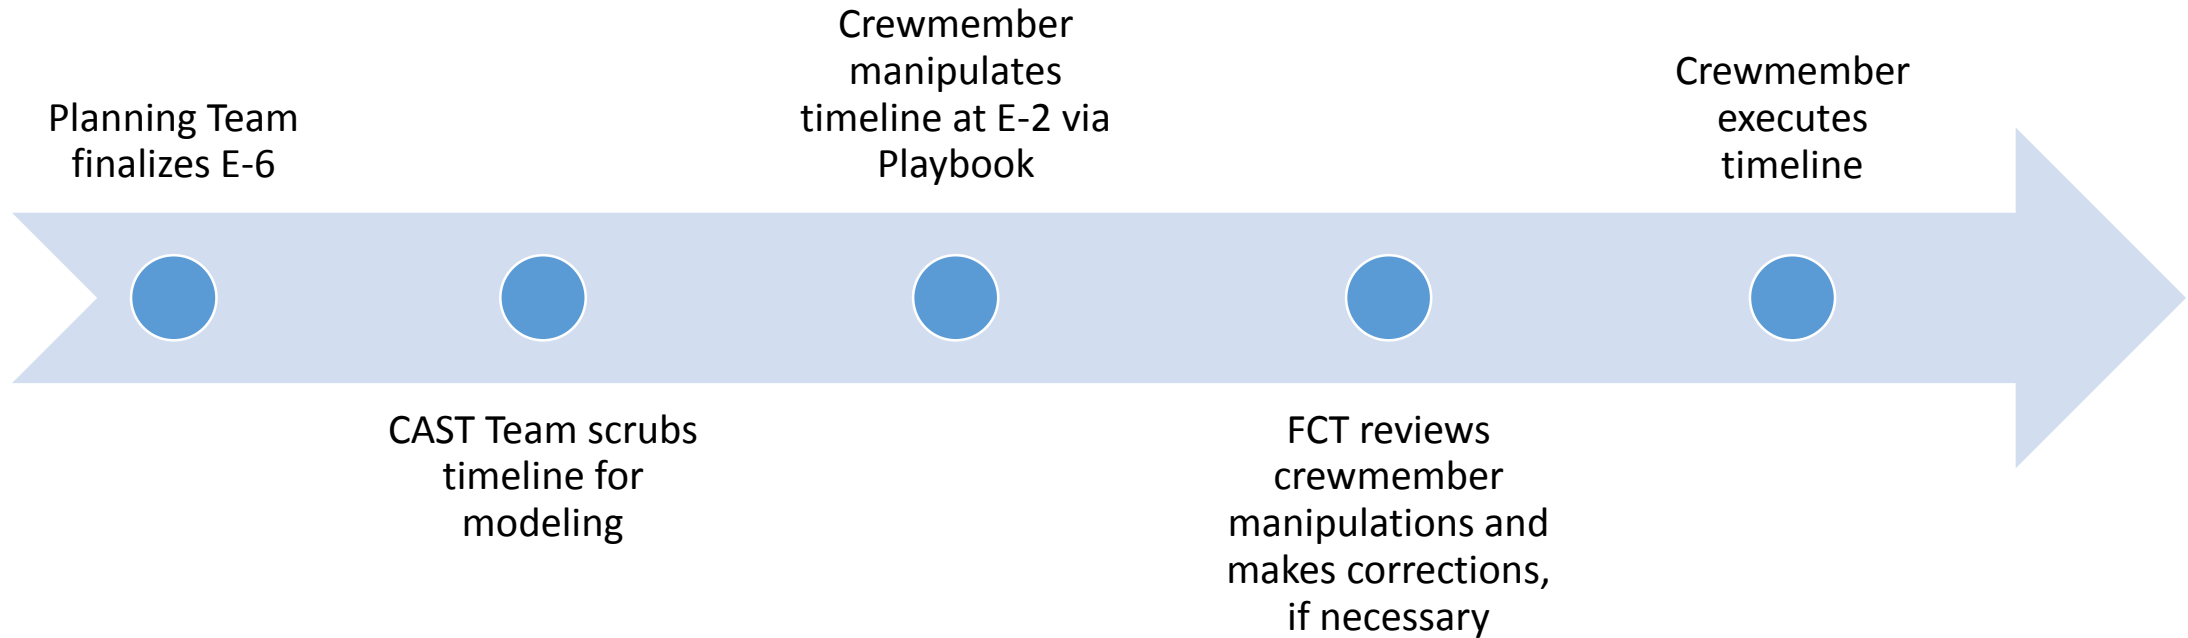 Planning Team
finalizes E-6
CAST Team scrubs
timeline for
modeling
Crewmember
manipulates
timeline at E-2 via
Playbook
FCT reviews
crewmember
manipulations and
makes corrections,
if necessary
Crewmember
executes
timeline